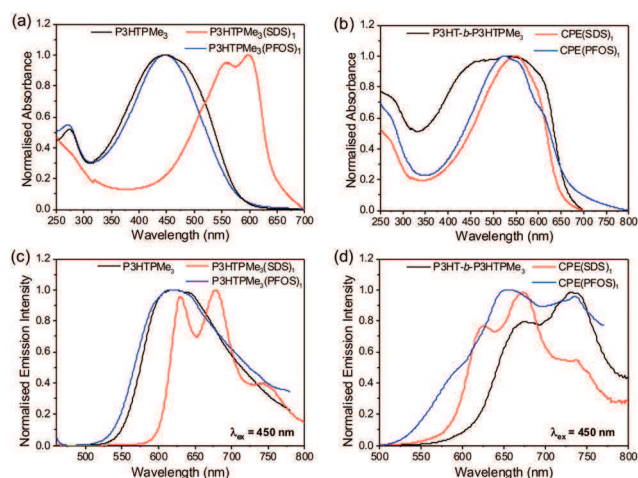 (a)
P3HTPMe3
P3HTPMe3(SDS)1
P3HTPMe3(PFOS)1
Normalised Absorbance
1.0
0.8
0.6
0.4
0.2
0.0
250 300 350 400 450 500 550 600 650 700
Wavelength (nm)
(b)
P3HT-b-P3HTPMe3
CPE(SDS)1
CPE(PFOS)1
Normalised Absorbance
1.2
1.0
0.8
0.6
0.4
0.2
0.0
250 300 350 400 450 500 550 600 650 700 750 800
Wavelength (nm)
(c)
P3HTPMe3
P3HTPMe3(SDS)1
P3HTPMe3(PFOS)1
Normalised Emission Intensity
1.2
1.0
0.8
0.6
0.4
0.2
0.0
λex = 450 nm
500 550 600 650 700 750 800
Wavelength (nm)
(d)
P3HT-b-P3HTPMe3
CPE(SDS)1
CPE(PFOS)1
Normalised Emission Intensity
1.2
1.0
0.8
0.6
0.4
0.2
0.0
λex = 450 nm
500 550 600 650 700 750 800
Wavelength (nm)